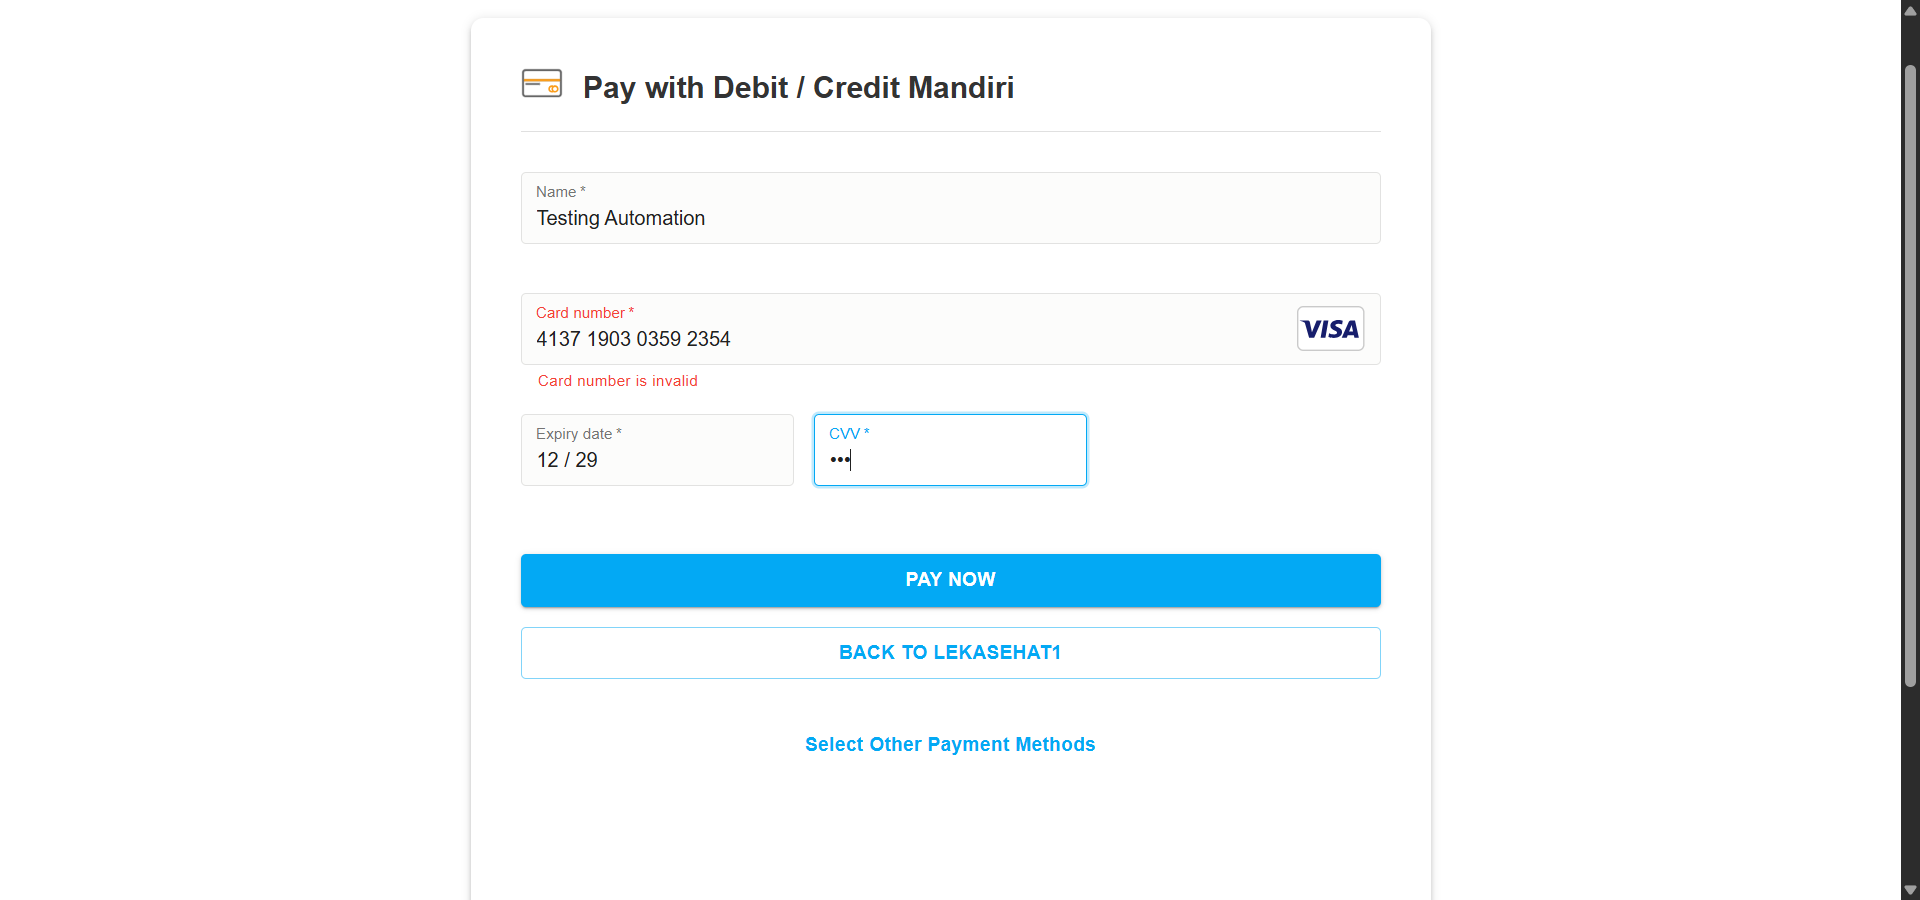 Pay with Debit / Credit Mandiri
Name *
Testing Automation
Card number *
4137 1903 0359 2354
VISA
Card number is invalid
Expiry date *
12 / 29
CVV *
•••
PAY NOW
BACK TO LEKASEHAT1
Select Other Payment Methods